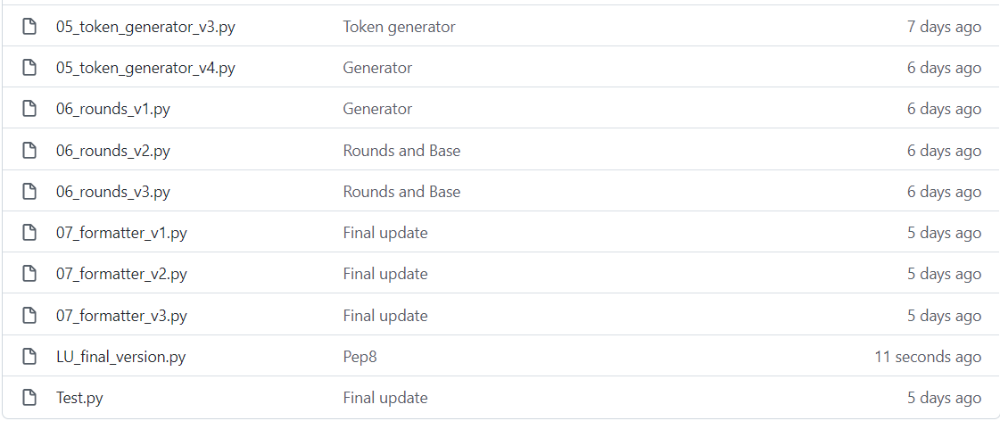 05_token_generator_v3.py Token generator 7 days ago
05_token_generator_v4.py Generator 6 days ago
06_rounds_v1.py Generator 6 days ago
06_rounds_v2.py Rounds and Base 6 days ago
06_rounds_v3.py Rounds and Base 6 days ago
07_formatter_v1.py Final update 5 days ago
07_formatter_v2.py Final update 5 days ago
07_formatter_v3.py Final update 5 days ago
LU_final_version.py Pep8 11 seconds ago
Test.py Final update 5 days ago